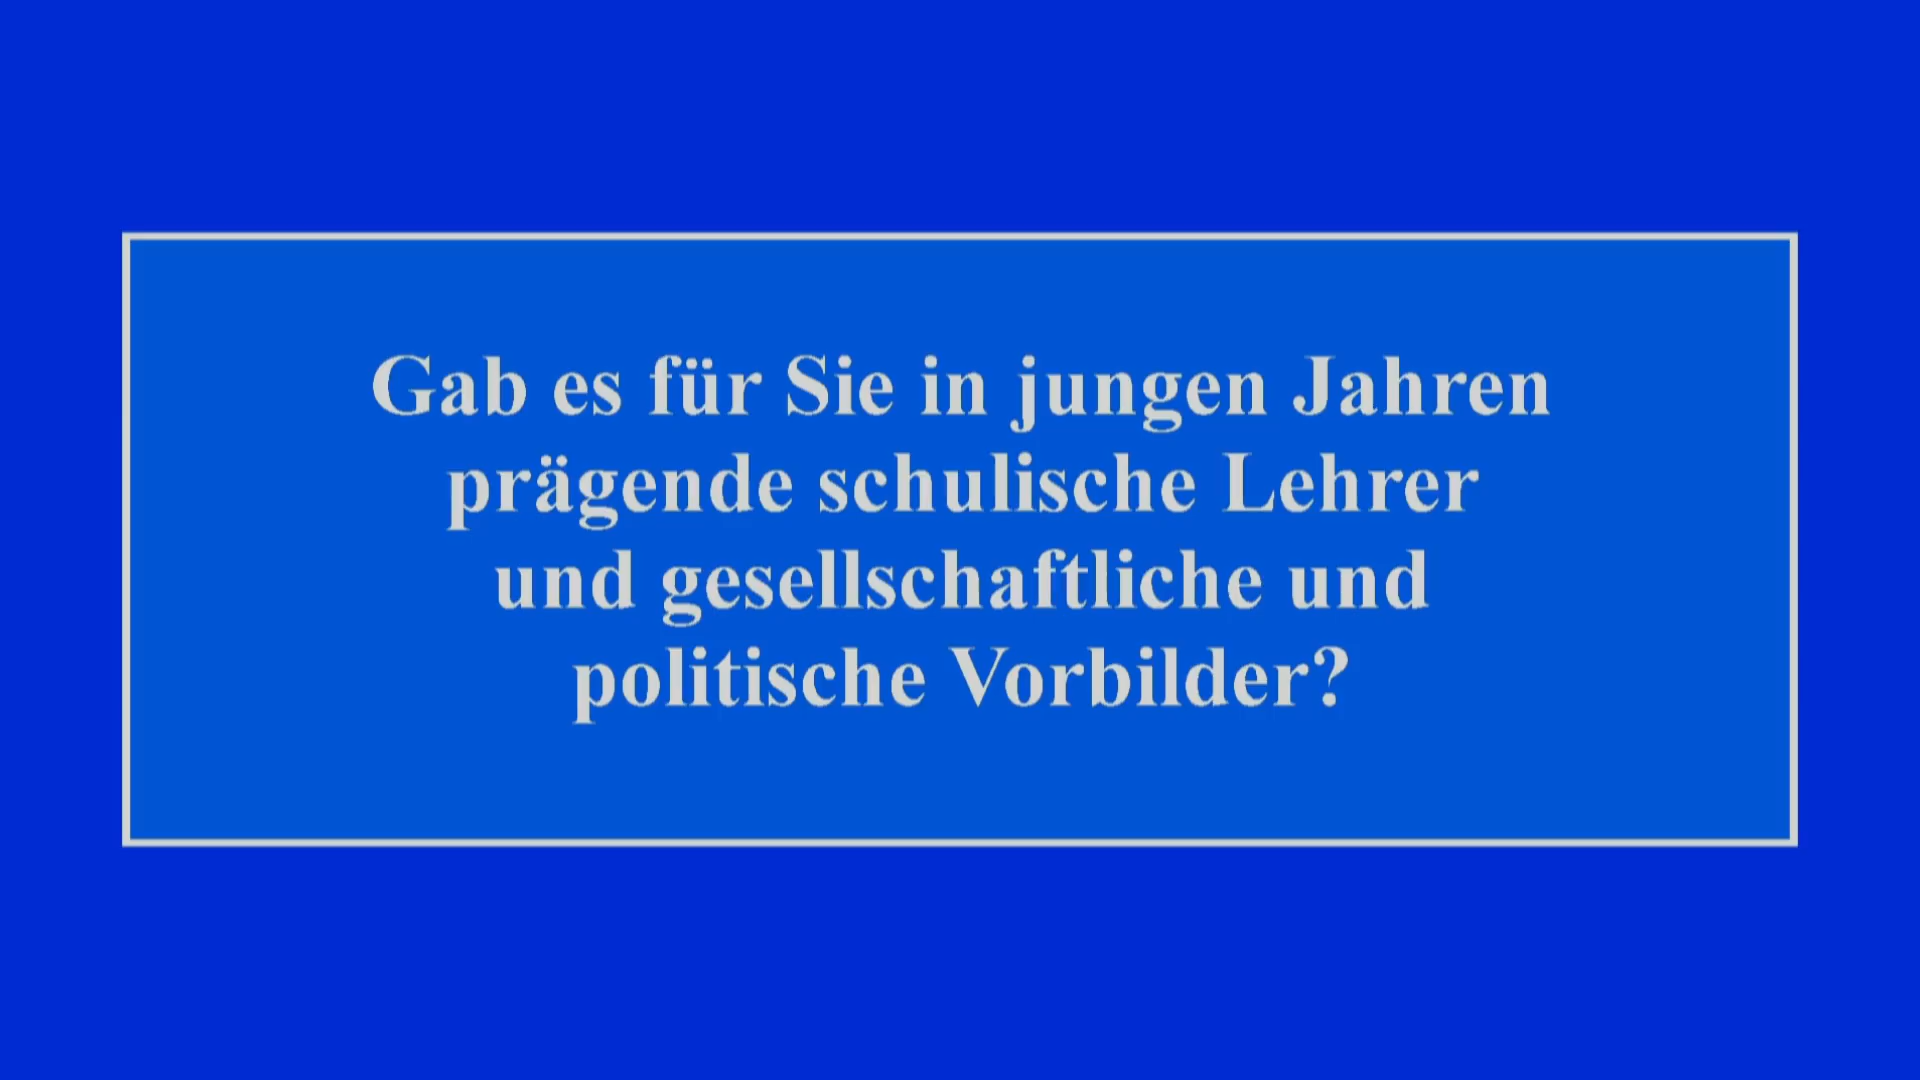 Gab es für Sie in jungen Jahren
prägende schulische Lehrer
und gesellschaftliche und
politische Vorbilder?